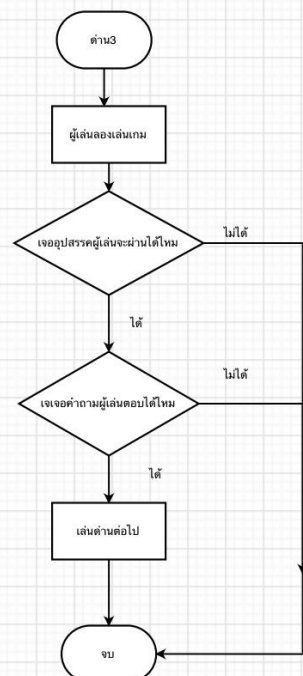 ด่าน3
ผู้เล่นลองเล่นเกม
เจออุปสรรคผู้เล่นจะผ่านได้ไหม
ไม่ได้
ได้
เจเจอคำถามผู้เล่นตอบได้ไหม
ไม่ได้
ได้
เล่นด่านต่อไป
จบ